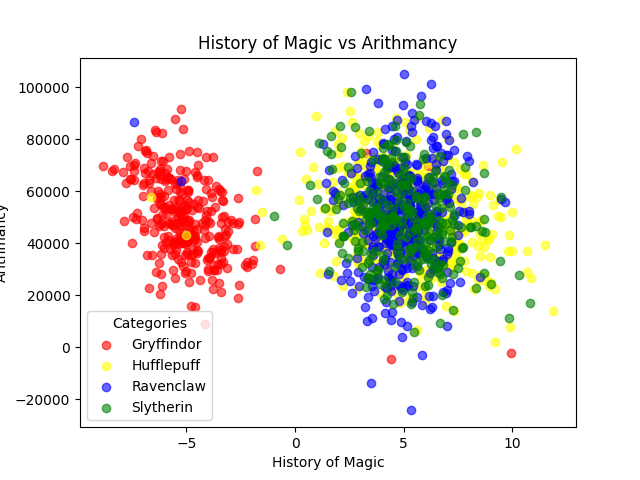 History of Magic vs Arithmancy
Arithmancy
100000
80000
60000
40000
20000
0
−20000
Categories
Gryffindor
Hufflepuff
Ravenclaw
Slytherin
−5
0
5
10
History of Magic